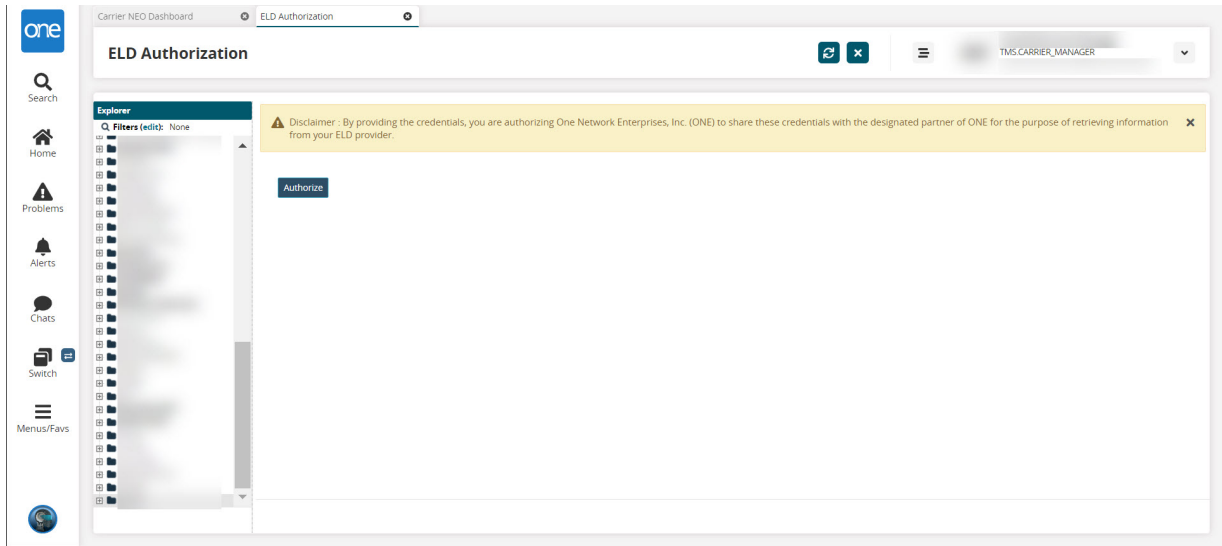 one
Carrier NEO Dashboard
ELD Authorization
ELD Authorization
TMS.CARRIER_MANAGER
Search
Home
Problems
Alerts
Chats
Switch
Menus/Favs
Explorer
Filters (edit): None
Disclaimer : By providing the credentials, you are authorizing One Network Enterprises, Inc. (ONE) to share these credentials with the designated partner of ONE for the purpose of retrieving information
from your ELD provider.
Authorize